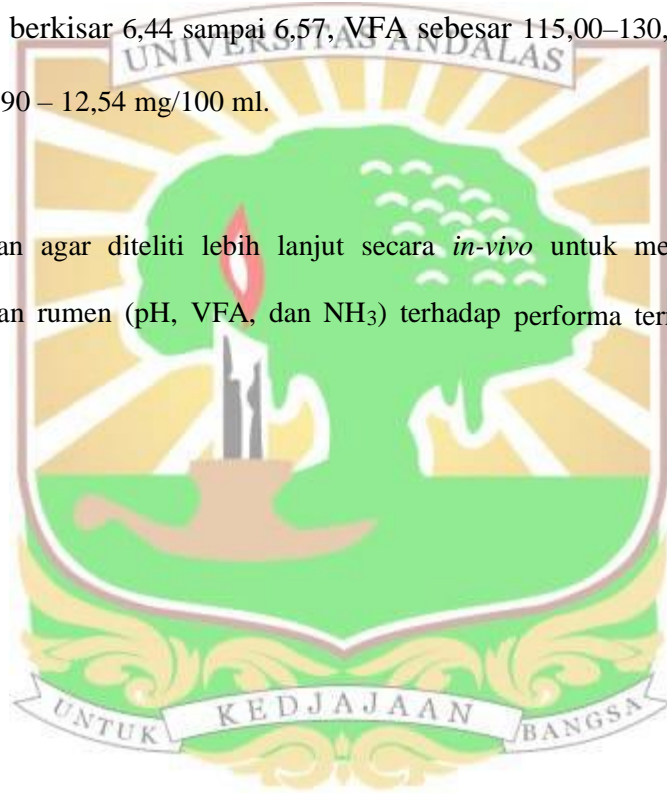 berkisar 6,44 sampai 6,57, VFA sebesar 115,00–130,
UNIVERSITAS ANDALAS
90 – 12,54 mg/100 ml.
an agar diteliti lebih lanjut secara in-vivo untuk me
an rumen (pH, VFA, dan NH₃) terhadap performa ter
UNTUK KEDJAJAAN BANGSA